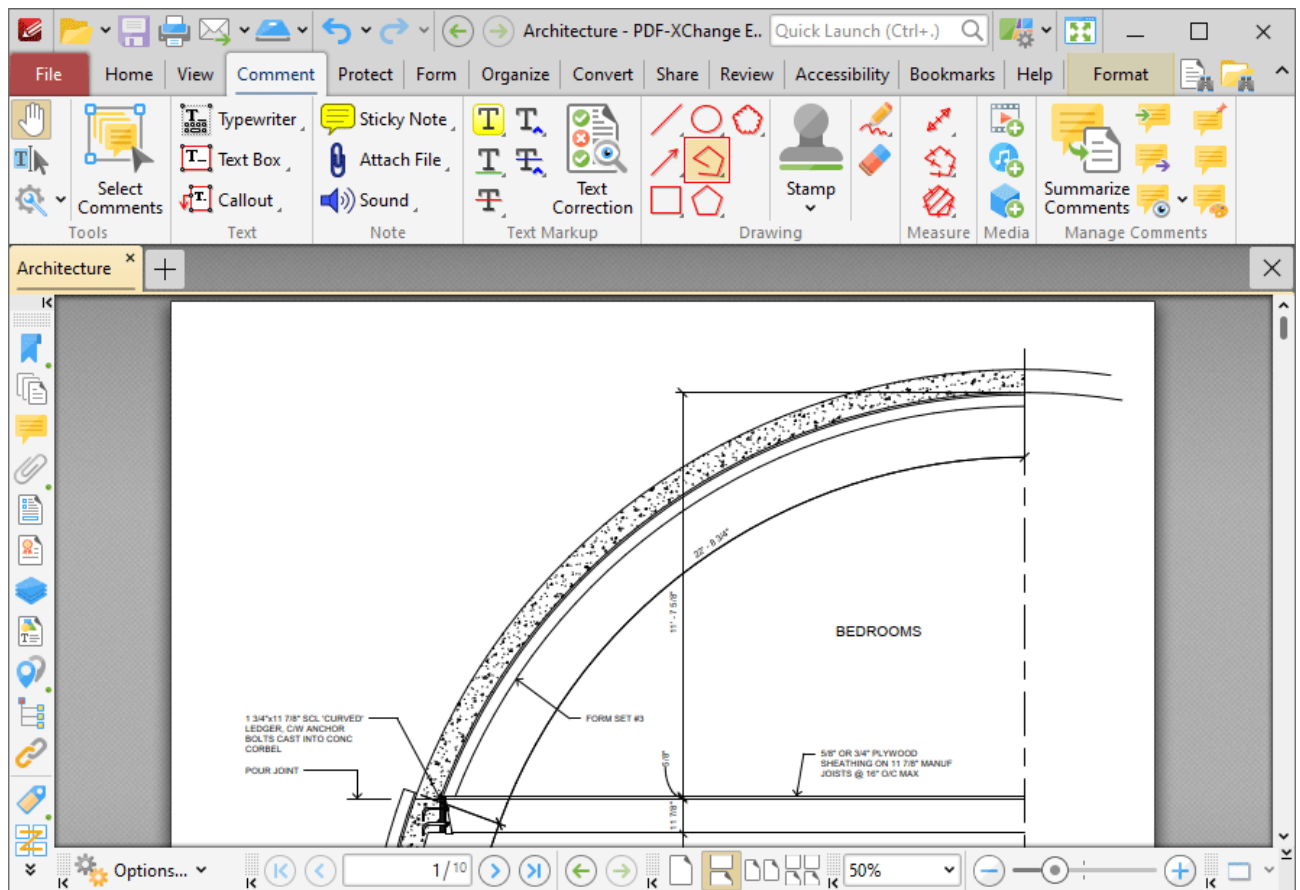 Architecture - PDF-XChange E..
Quick Launch (Ctrl+.)
File Home View Comment Protect Form Organize Convert Share Review Accessibility Bookmarks Help Format
Select Comments
Typewriter
Text Box
Callout
Sticky Note
Attach File
Sound
Text Correction
Stamp
Summarize Comments
Tools Text Note Text Markup Drawing Measure Media Manage Comments
Architecture
22' - 8 3/4"
11' - 7 5/8"
BEDROOMS
1 3/4"x11 7/8" SCL 'CURVED'
LEDGER, C/W ANCHOR
BOLTS CAST INTO CONC
CORBEL
FORM SET #3
POUR JOINT
5/8"
5/8" OR 3/4" PLYWOOD
SHEATHING ON 11 7/8" MANUF
JOISTS @ 16" O/C MAX
11 7/8"
Options...
1/10
50%